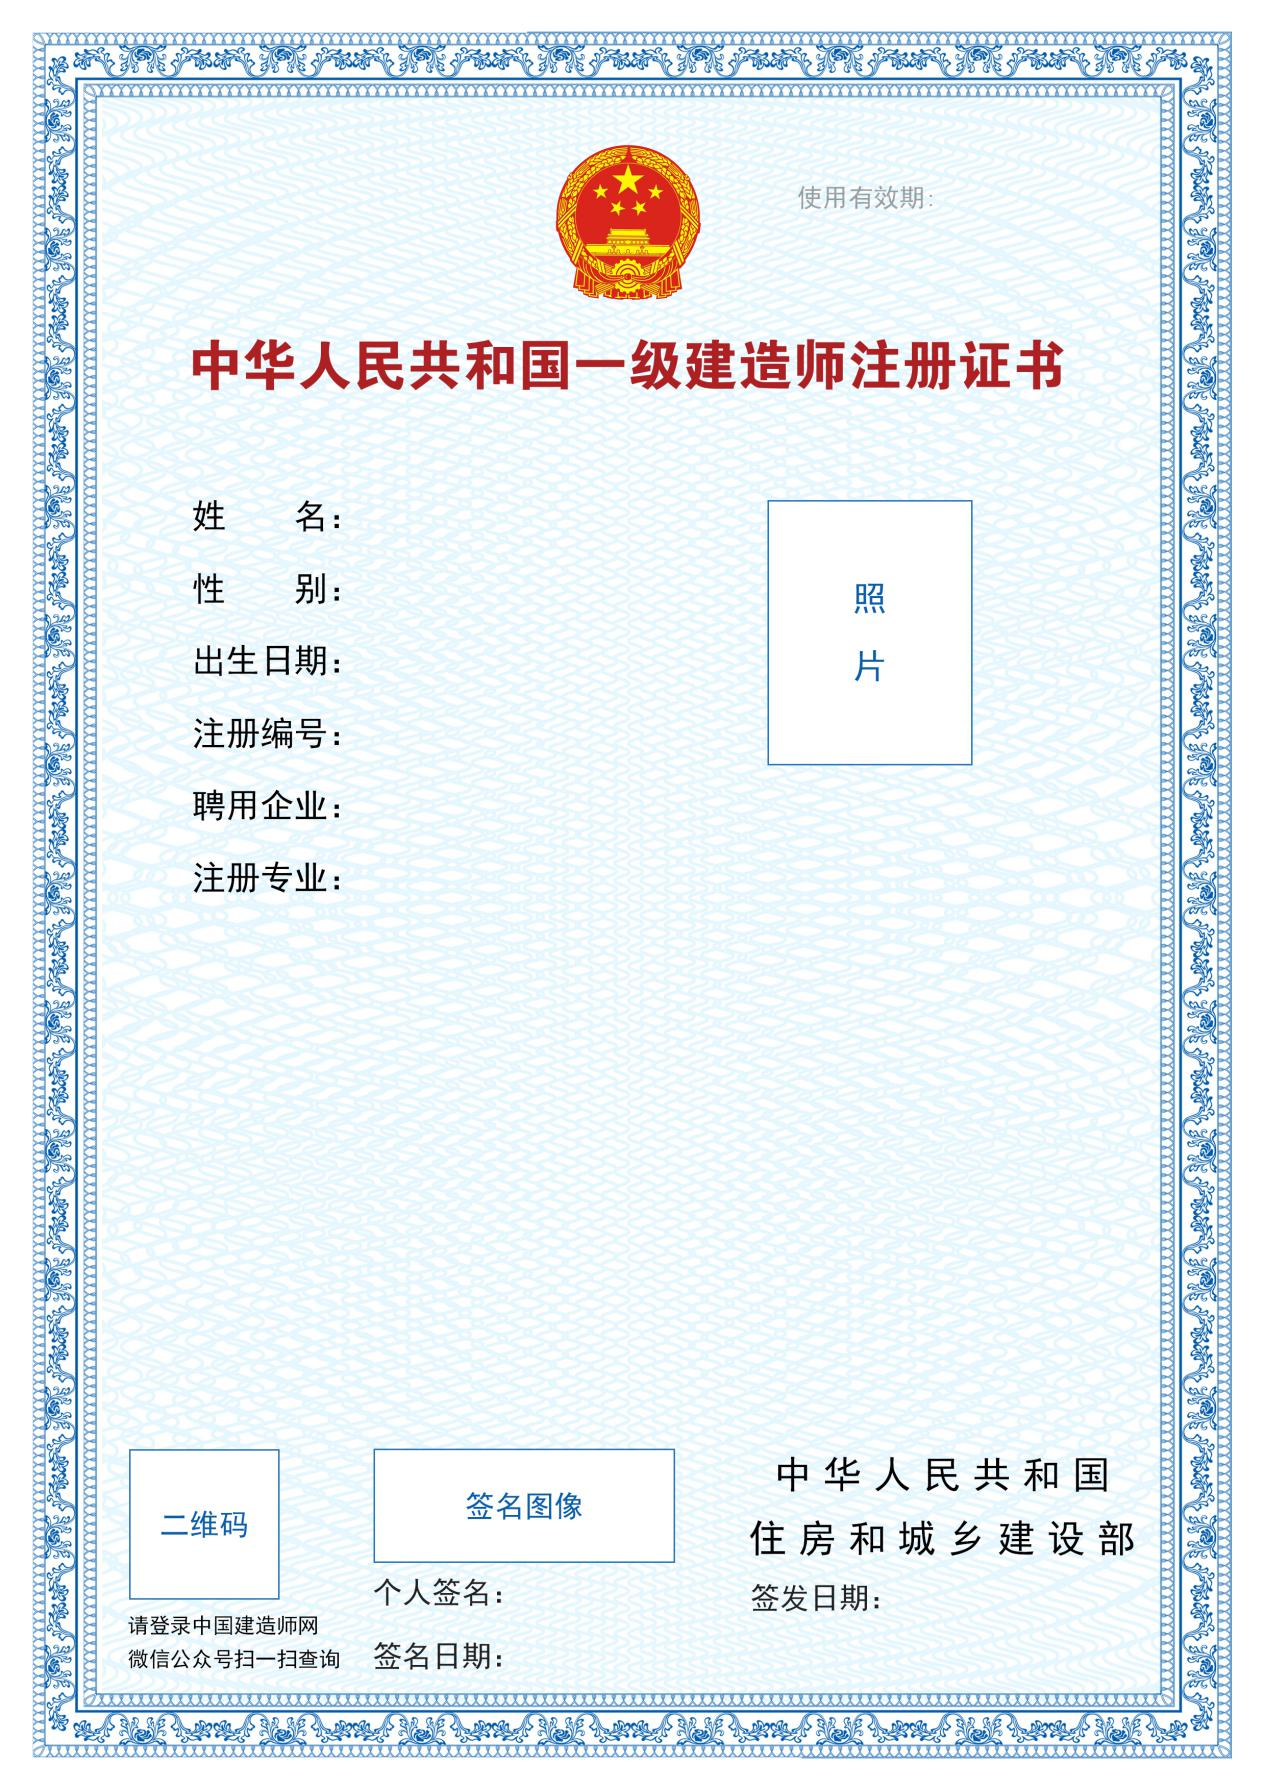 使用有效期:
中华人民共和国一级建造师注册证书
姓 名：
性 别：
出生日期：
注册编号：
聘用企业：
注册专业：
照
片
二维码
请登录中国建造师网
微信公众号扫一扫查询
签名图像
个人签名：
签名日期：
中华人民共和国
住房和城乡建设部
签发日期：